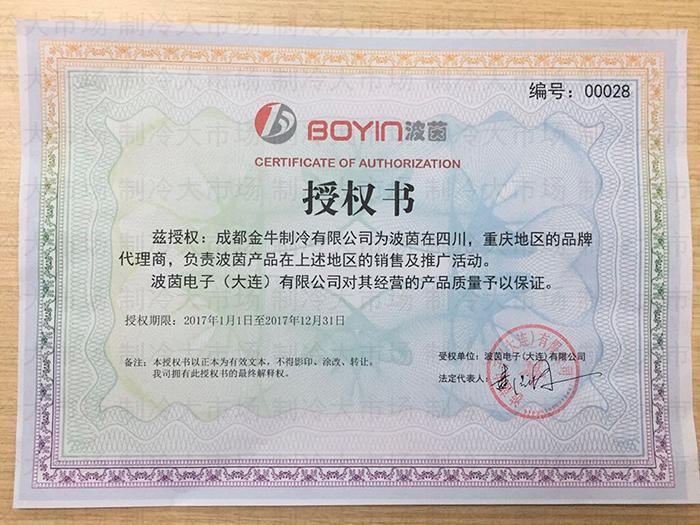 编号：00028
BOYIN波茵
CERTIFICATE OF AUTHORIZATION
授权书
兹授权：成都金牛制冷有限公司为波茵在四川，重庆地区的品牌
代理商，负责波茵产品在上述地区的销售及推广活动。
波茵电子（大连）有限公司对其经营的产品质量予以保证。
授权期限：2017年1月1日至2017年12月31日
备注：本授权书以正本为有效文本，不得影印、涂改、转让。
我司拥有此授权书的最终解释权。
受权单位：波茵电子(大连)有限公司
法定代表人：
制冷大市场